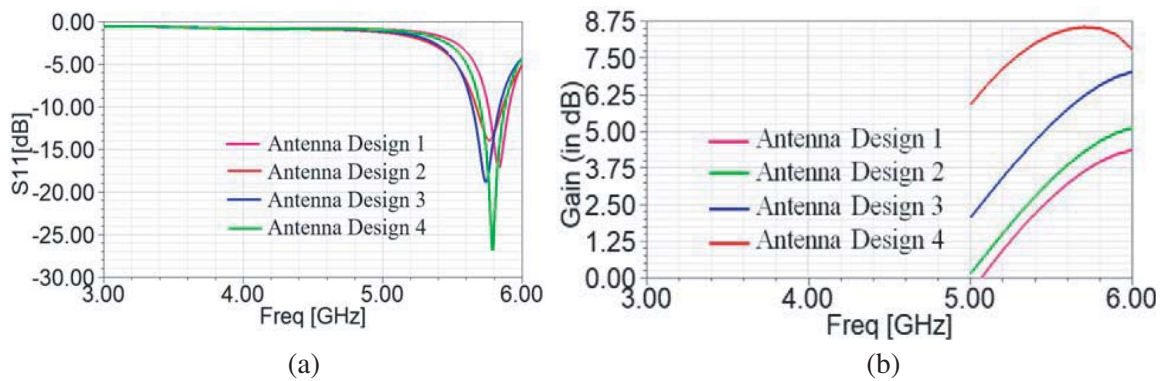 0.00
-5.00
-10.00
-15.00
-20.00
-25.00
-30.00
S11[dB]
Antenna Design 1
Antenna Design 2
Antenna Design 3
Antenna Design 4
3.00 4.00 5.00 6.00
Freq [GHz]
(a)
8.75
7.50
6.25
5.00
3.75
2.50
1.25
0.00
Gain (in dB)
Antenna Design 1
Antenna Design 2
Antenna Design 3
Antenna Design 4
3.00 4.00 5.00 6.00
Freq [GHz]
(b)